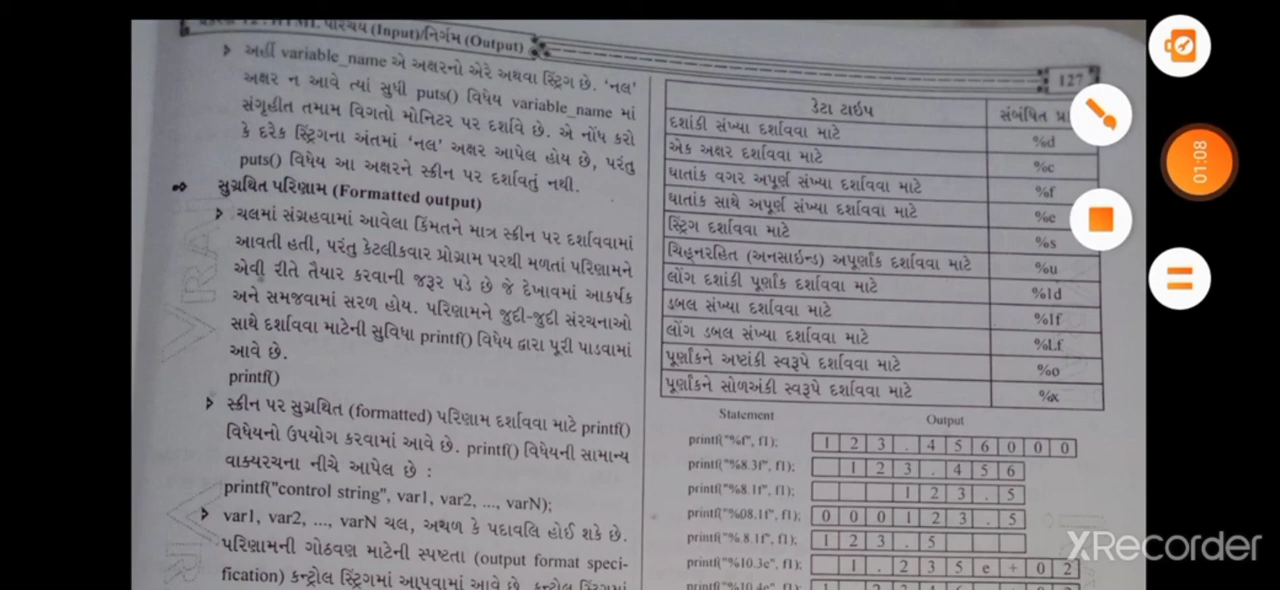 પ્રકરણ 12 : HTML પરિચય (Input)/નિર્ગમ (Output)
127
અહીં variable_name એ અક્ષરનો એરે અથવા સ્ટ્રિગ છે. ‘નલ’
અક્ષર ન આવે ત્યાં સુધી puts() વિધેય variable_name માં
સંગૃહીત તમામ વિગતો મોનિટર પર દર્શાવે છે. એ નોંધ કરો
કે દરેક સ્ટ્રિગના અંતમાં ‘નલ’ અક્ષર આપેલ હોય છે, પરંતુ
puts() વિધેય આ અક્ષરને સ્ક્રીન પર દર્શાવતું નથી.
સુગ્રથિત પરિણામ (Formatted output)
ચલમાં સંગ્રહવામાં આવેલા કિંમતને માત્ર સ્ક્રીન પર દર્શાવવામાં
આવતી હતી, પરંતુ કેટલીકવાર પ્રોગ્રામ પરથી મળતાં પરિણામને
એવી રીતે તૈયાર કરવાની જરૂર પડે છે જે દેખાવમાં આકર્ષક
અને સમજવામાં સરળ હોય. પરિણામને જુદી-જુદી સંરચનાઓ
સાથે દર્શાવવા માટેની સુવિધા printf() વિધેય દ્વારા પૂરી પાડવામાં
આવે છે.
printf()
સ્ક્રીન પર સુગ્રથિત (formatted) પરિણામ દર્શાવવા માટે printf()
વિધેયનો ઉપયોગ કરવામાં આવે છે. printf() વિધેયની સામાન્ય
વાક્યરચના નીચે આપેલ છે :
printf("control string", var1, var2, ..., varN);
var1, var2, ..., varN ચલ, અથળ કે પદાવલિ હોઈ શકે છે.
પરિણામની ગોઠવણ માટેની સ્પષ્ટતા (output format speci-
fication) કન્ટ્રોલ સ્ટ્રિગમાં આપવામાં આવે છે. કન્ટ્રોલ સ્ટ્રિગમાં
ડેટા ટાઇપ સંબંધિત પ્રા
દશાંકી સંખ્યા દર્શાવવા માટે %d
એક અક્ષર દર્શાવવા માટે %c
ઘાતાંક વગર અપૂર્ણ સંખ્યા દર્શાવવા માટે %f
ઘાતાંક સાથે અપૂર્ણ સંખ્યા દર્શાવવા માટે %e
સ્ટ્રિગ દર્શાવવા માટે %s
ચિહ્નરહિત (અનસાઇન્ડ) અપૂર્ણાંક દર્શાવવા માટે %u
લોંગ દશાંકી પૂર્ણાંક દર્શાવવા માટે %ld
ડબલ સંખ્યા દર્શાવવા માટે %lf
લોંગ ડબલ સંખ્યા દર્શાવવા માટે %Lf
પૂર્ણાંકને અષ્ટાંકી સ્વરૂપે દર્શાવવા માટે %o
પૂર્ણાંકને સોળઅંકી સ્વરૂપે દર્શાવવા માટે %x
Statement Output
printf("%f", f1); 1 2 3 . 4 5 6 0 0 0
printf("%8.3f", f1); 1 2 3 . 4 5 6
printf("%8.1f", f1); 1 2 3 . 5
printf("%08.1f", f1); 0 0 0 1 2 3 . 5
printf("% 8.1f", f1); 1 2 3 . 5
printf("%10.3e", f1); 1 . 2 3 5 e + 0 2
01:08
XRecorder